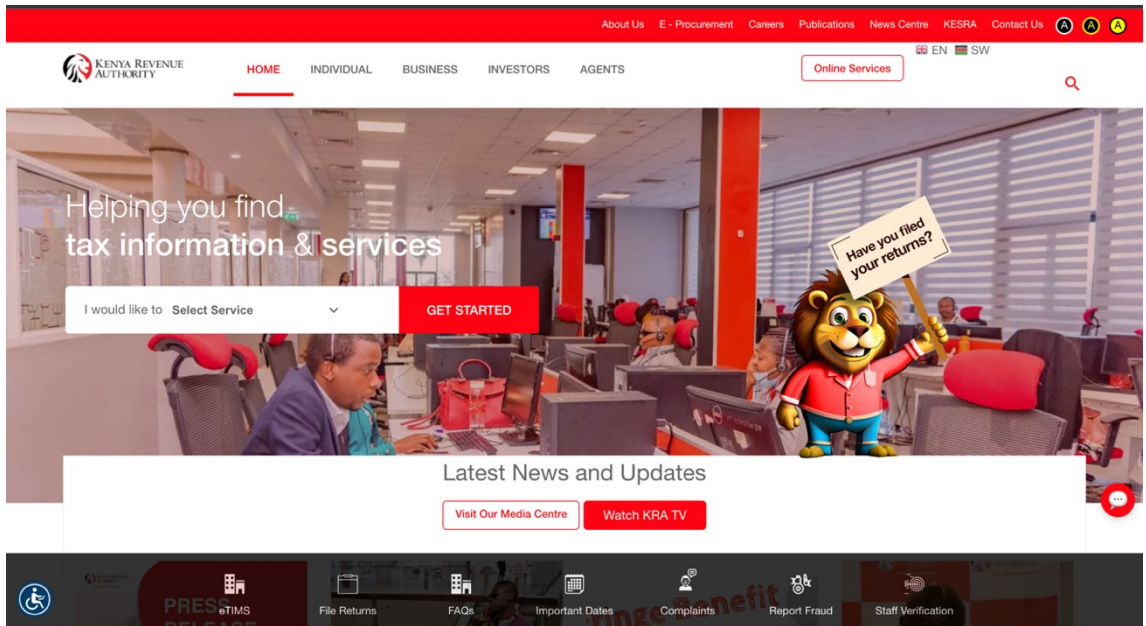 About Us E - Procurement Careers Publications News Centre KESRA Contact Us A A A
EN SW
KENYA REVENUE
AUTHORITY
HOME INDIVIDUAL BUSINESS INVESTORS AGENTS
Online Services
Helping you find
tax information & services
Have you filed
your returns?
I would like to Select Service
GET STARTED
Latest News and Updates
Visit Our Media Centre
Watch KRA TV
PRESS
RELEASE
Benefit
eTIMS File Returns FAQs Important Dates Complaints Report Fraud Staff Verification